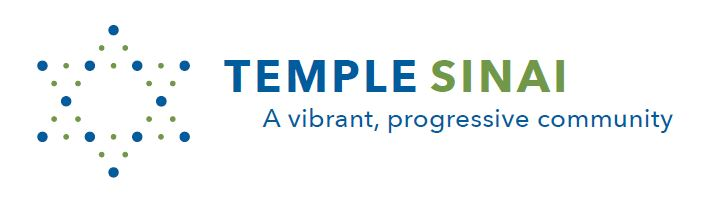 TEMPLE SINAI
A vibrant, progressive community